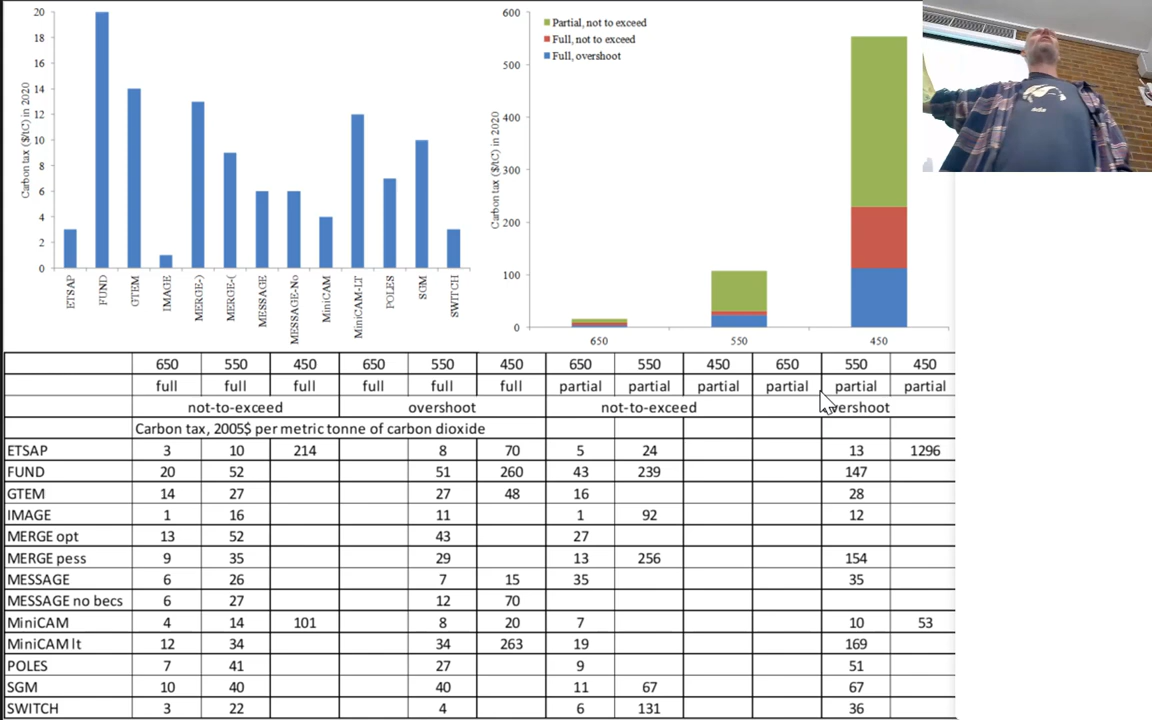 20
18
16
14
12
10
8
6
4
2
0
Carbon tax ($/tC) in 2020
ETSAP
FUND
GTEM
IMAGE
MERGE-)
MERGE-(
MESSAGE
MESSAGE-No
MiniCAM
MiniCAM-LT
POLES
SGM
SWITCH
600
500
400
300
200
100
0
Carbon tax ($/tC) in 2020
Partial, not to exceed
Full, not to exceed
Full, overshoot
650 550 450
650 550 450 650 550 450 650 550 450 650 550 450
full full full full full full partial partial partial partial partial partial
not-to-exceed overshoot not-to-exceed overshoot
Carbon tax, 2005$ per metric tonne of carbon dioxide
ETSAP 3 10 214 8 70 5 24 13 1296
FUND 20 52 51 260 43 239 147
GTEM 14 27 27 48 16 28
IMAGE 1 16 11 1 92 12
MERGE opt 13 52 43 27
MERGE pess 9 35 29 13 256 154
MESSAGE 6 26 7 15 35 35
MESSAGE no becs 6 27 12 70
MiniCAM 4 14 101 8 20 7 10 53
MiniCAM lt 12 34 34 263 19 169
POLES 7 41 27 9 51
SGM 10 40 40 11 67 67
SWITCH 3 22 4 6 131 36